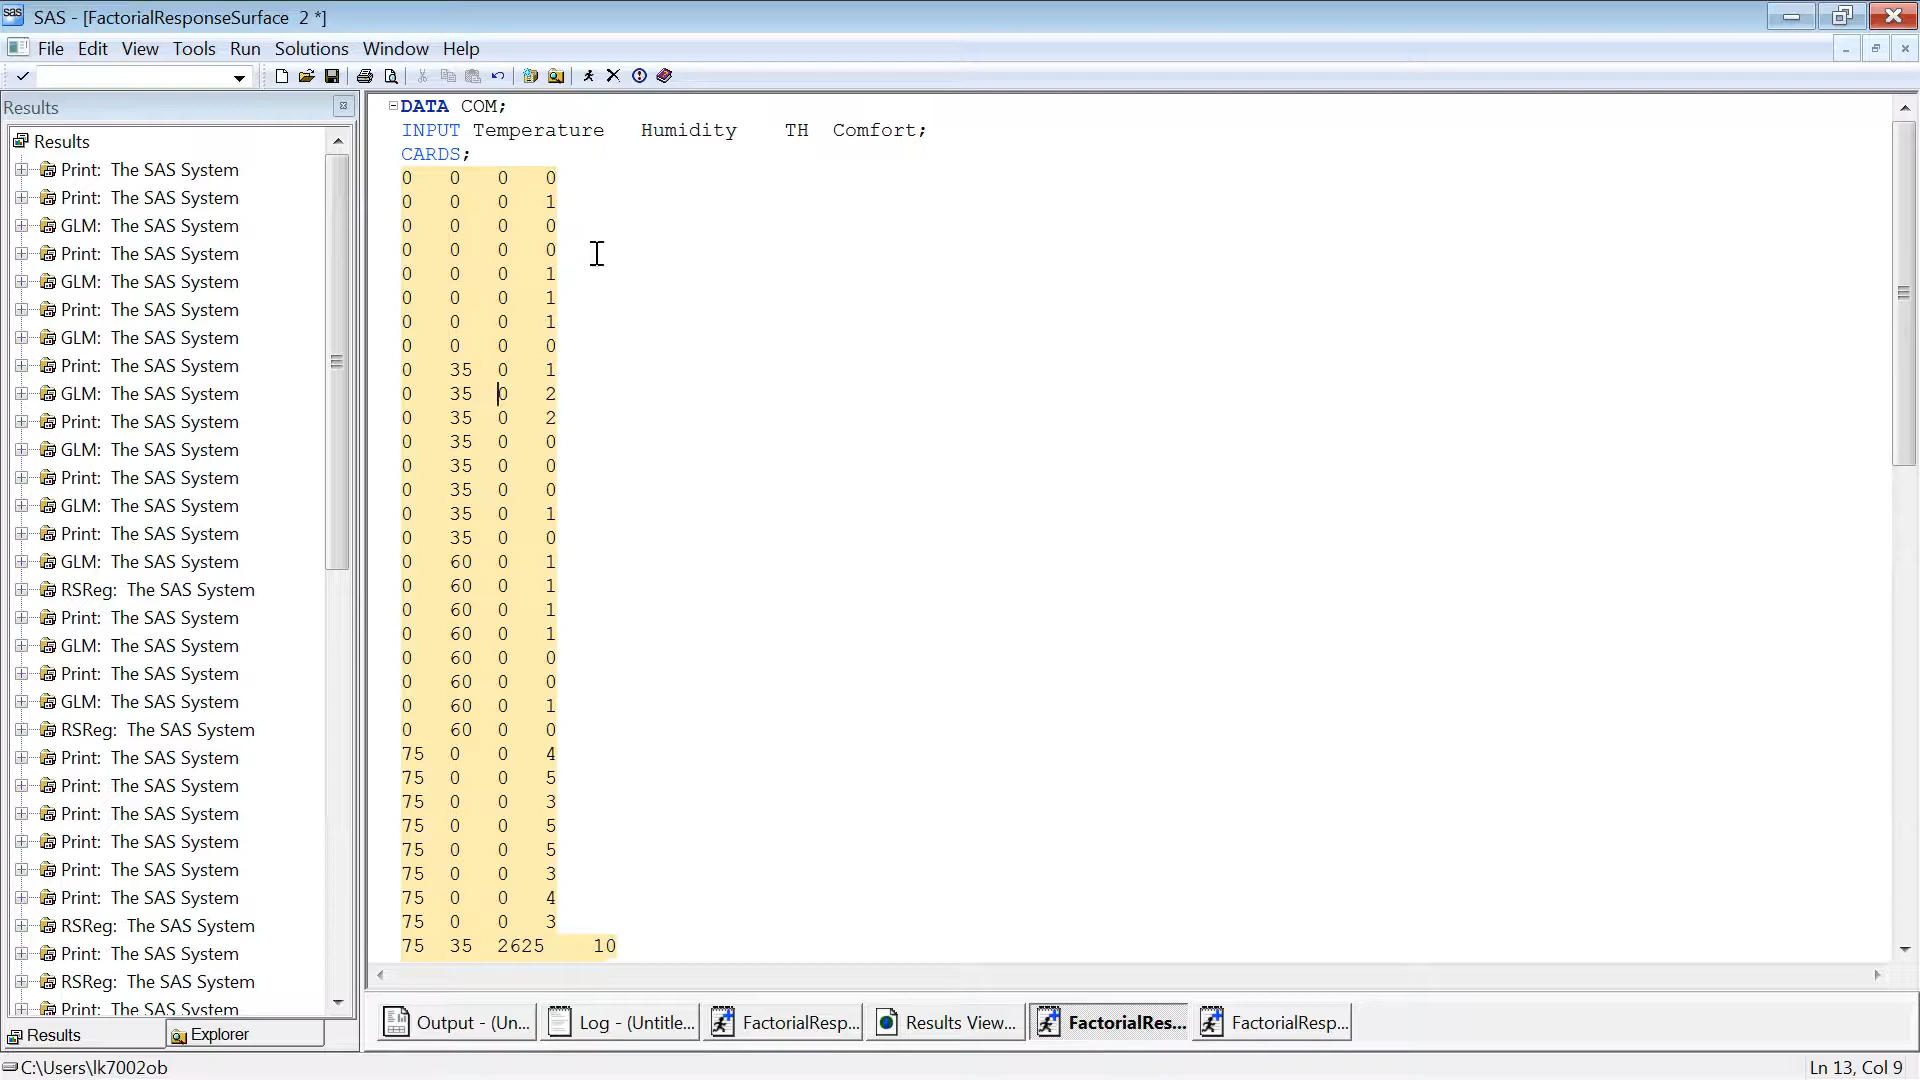 SAS - [FactorialResponseSurface 2 *]
File Edit View Tools Run Solutions Window Help
Results
Results
Print: The SAS System
Print: The SAS System
GLM: The SAS System
Print: The SAS System
GLM: The SAS System
Print: The SAS System
GLM: The SAS System
Print: The SAS System
GLM: The SAS System
Print: The SAS System
GLM: The SAS System
Print: The SAS System
GLM: The SAS System
Print: The SAS System
GLM: The SAS System
RSReg: The SAS System
Print: The SAS System
GLM: The SAS System
Print: The SAS System
GLM: The SAS System
RSReg: The SAS System
Print: The SAS System
Print: The SAS System
Print: The SAS System
Print: The SAS System
Print: The SAS System
Print: The SAS System
RSReg: The SAS System
Print: The SAS System
RSReg: The SAS System
Print: The SAS System
Results Explorer
DATA COM;
INPUT Temperature Humidity TH Comfort;
CARDS;
0 0 0 0
0 0 0 1
0 0 0 0
0 0 0 0
0 0 0 1
0 0 0 1
0 0 0 1
0 0 0 0
0 35 0 1
0 35 0 2
0 35 0 2
0 35 0 0
0 35 0 0
0 35 0 0
0 35 0 1
0 35 0 0
0 60 0 1
0 60 0 1
0 60 0 1
0 60 0 1
0 60 0 0
0 60 0 0
0 60 0 1
0 60 0 0
75 0 0 4
75 0 0 5
75 0 0 3
75 0 0 5
75 0 0 5
75 0 0 3
75 0 0 4
75 0 0 3
75 35 2625 10
Output - (Un... Log - (Untitle... FactorialResp... Results View... FactorialRes... FactorialResp...
C:\Users\lk7002ob Ln 13, Col 9